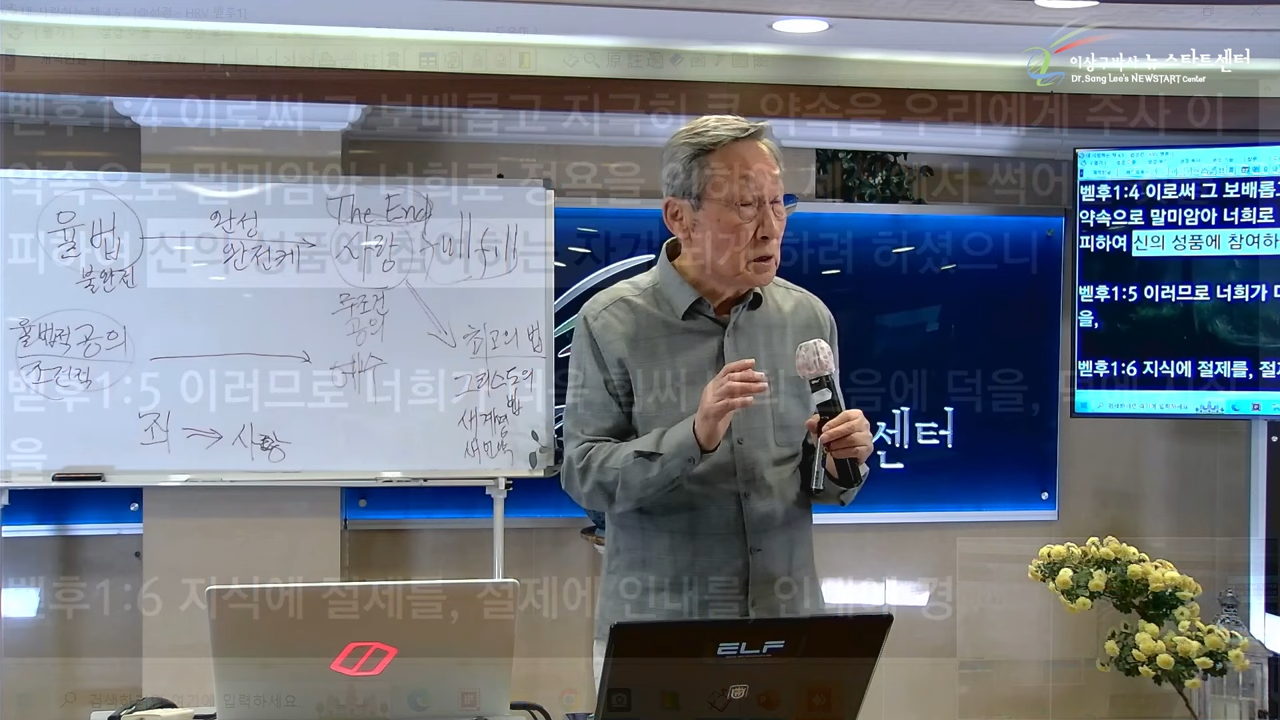 이상구박사 뉴스타트센터
Dr. Sang Lee's NEWSTART Center
벧후1:4 이로써 그 보배롭고 지극히 큰 약속을 우리에게 주사 이
약속으로 말미암아 너희로 정욕을 썩어
피하여 신의 성품에 참여하는 자가 되게 하려 하셨으니
벧후1:5 이러므로 너희가 더욱 힘써 너희 믿음에 덕을, 덕에 지식
을
벧후1:6 지식에 절제를, 절제에 인내를, 인내에 경
검색하려면 여기에 입력하세요
율법
불완전
완성
완전케
The End
사랑
무조건
공의
예수
율법적 공의
조건적
죄 => 사랑
최고의 법
그리스도의
법
새계명
새언약
벧후1:4 이로써 그 보배롭
약속으로 말미암아 너희로
피하여 신의 성품에 참여하
벧후1:5 이러므로 너희가 더
을,
벧후1:6 지식에 절제를, 절
센터
ELF